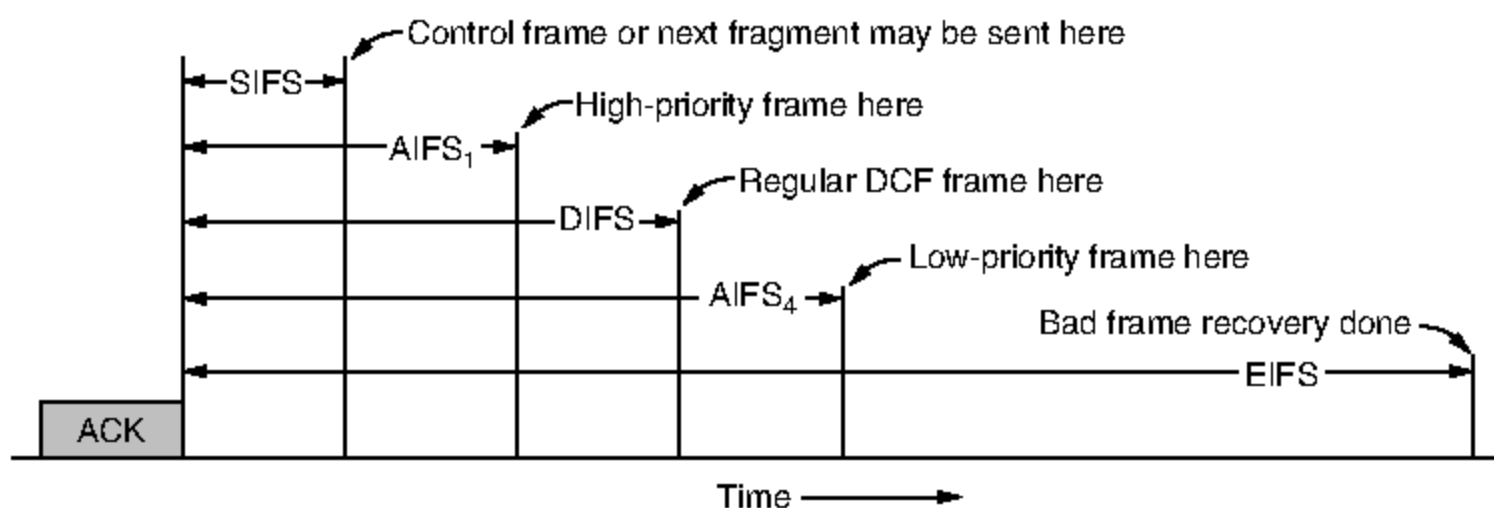 Control frame or next fragment may be sent here
SIFS
High-priority frame here
AIFS₁
Regular DCF frame here
DIFS
Low-priority frame here
AIFS₄
Bad frame recovery done
EIFS
ACK
Time